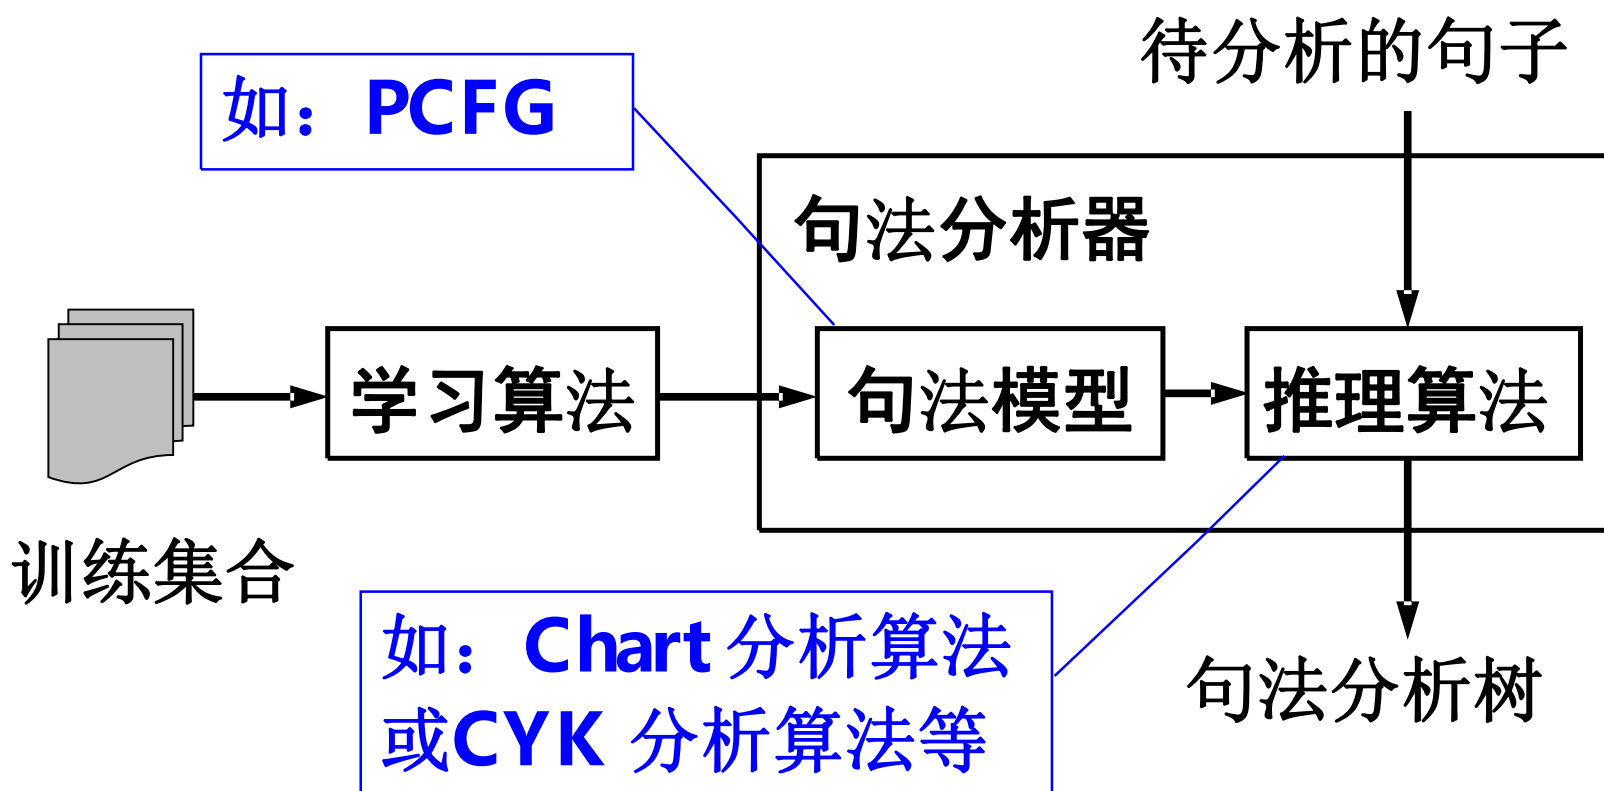 待分析的句子
如：PCFG
句法分析器
学习算法
句法模型
推理算法
训练集合
如：Chart 分析算法
或CYK 分析算法等
句法分析树